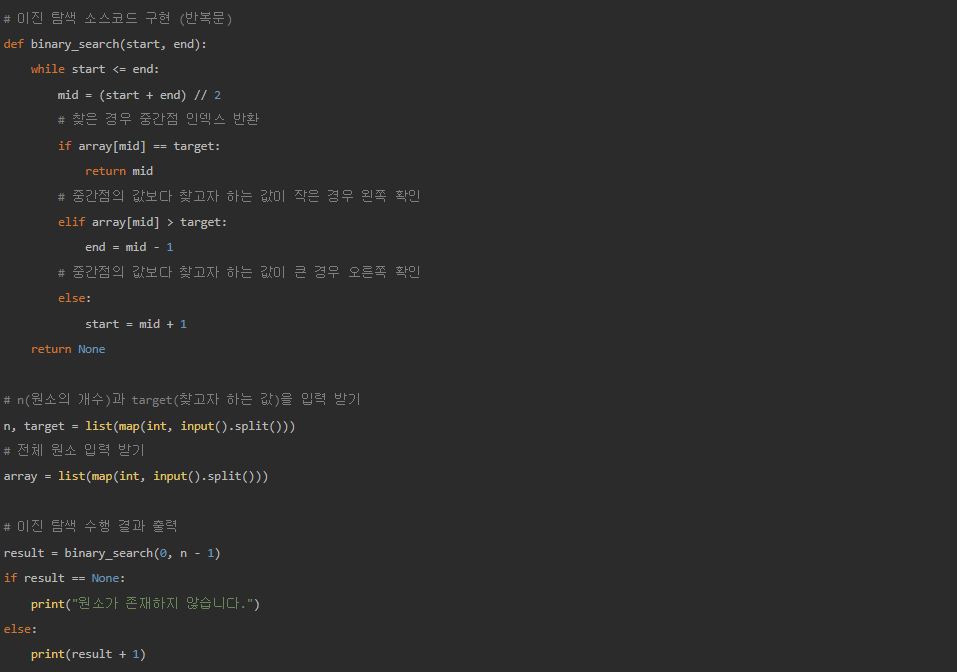 # 이진 탐색 소스코드 구현 (반복문)
def binary_search(start, end):
    while start <= end:
        mid = (start + end) // 2
        # 찾은 경우 중간점 인덱스 반환
        if array[mid] == target:
            return mid
        # 중간점의 값보다 찾고자 하는 값이 작은 경우 왼쪽 확인
        elif array[mid] > target:
            end = mid - 1
        # 중간점의 값보다 찾고자 하는 값이 큰 경우 오른쪽 확인
        else:
            start = mid + 1
    return None

# n(원소의 개수)과 target(찾고자 하는 값)을 입력 받기
n, target = list(map(int, input().split()))
# 전체 원소 입력 받기
array = list(map(int, input().split()))

# 이진 탐색 수행 결과 출력
result = binary_search(0, n - 1)
if result == None:
    print("원소가 존재하지 않습니다.")
else:
    print(result + 1)